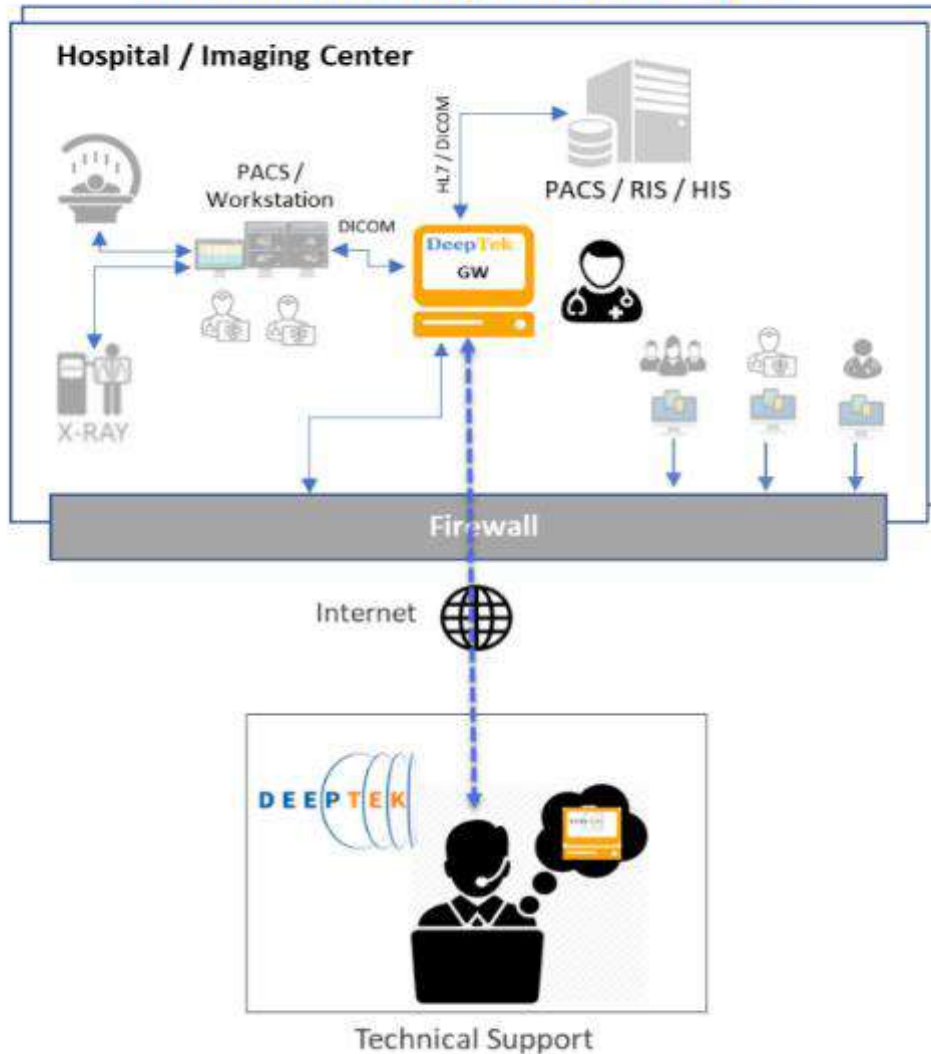 Hospital / Imaging Center
HL7 / DICOM
PACS / RIS / HIS
PACS /
Workstation
DICOM
DeepTek
GW
X-RAY
Firewall
Internet
DEEPTEK
Technical Support